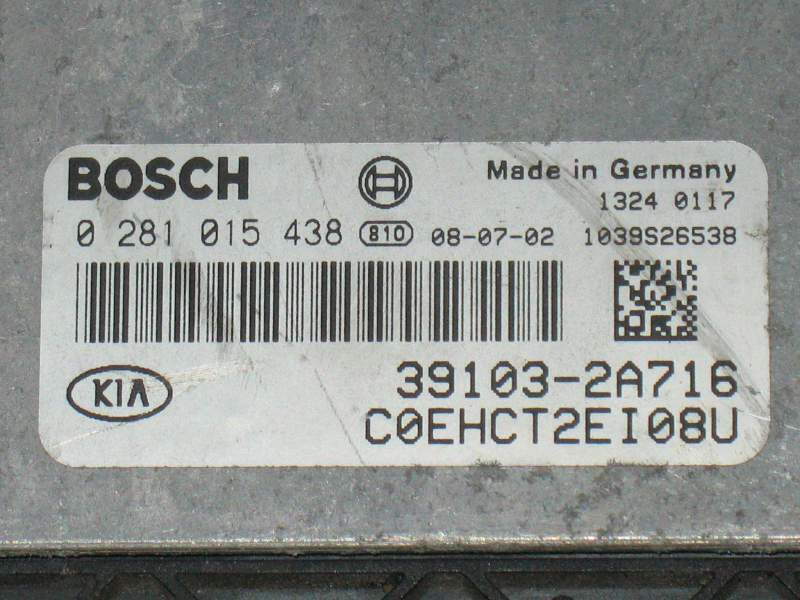 BOSCH Made in Germany
1324 0117
0 281 015 438 810 08-07-02 1039S26538
KIA 39103-2A716
C0EHCT2EI08U